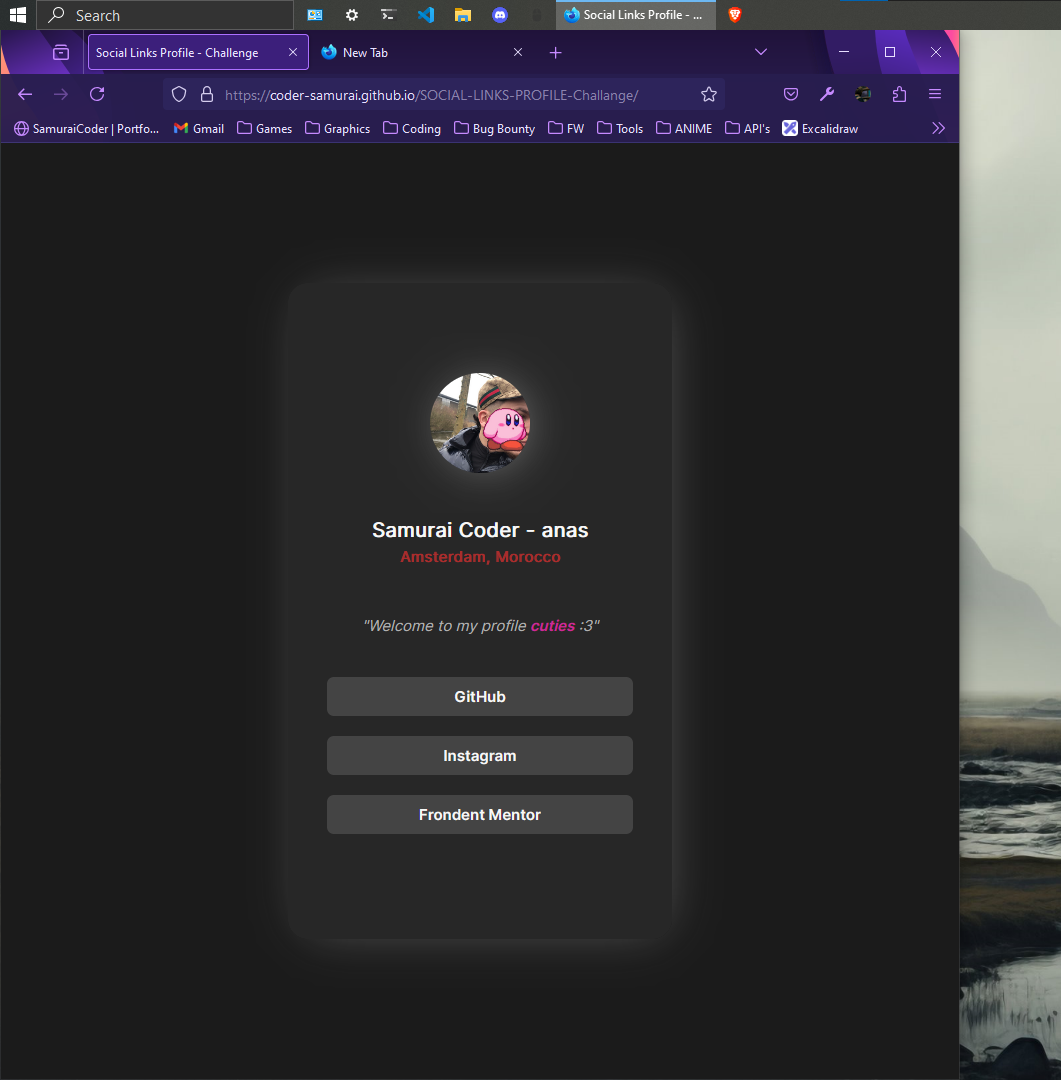 Search
Social Links Profile - ...
Social Links Profile - Challenge
New Tab
https://coder-samurai.github.io/SOCIAL-LINKS-PROFILE-Challange/
SamuraiCoder | Portfo... Gmail Games Graphics Coding Bug Bounty FW Tools ANIME API's Excalidraw
Samurai Coder - anas
Amsterdam, Morocco
"Welcome to my profile cuties :3"
GitHub
Instagram
Frondent Mentor